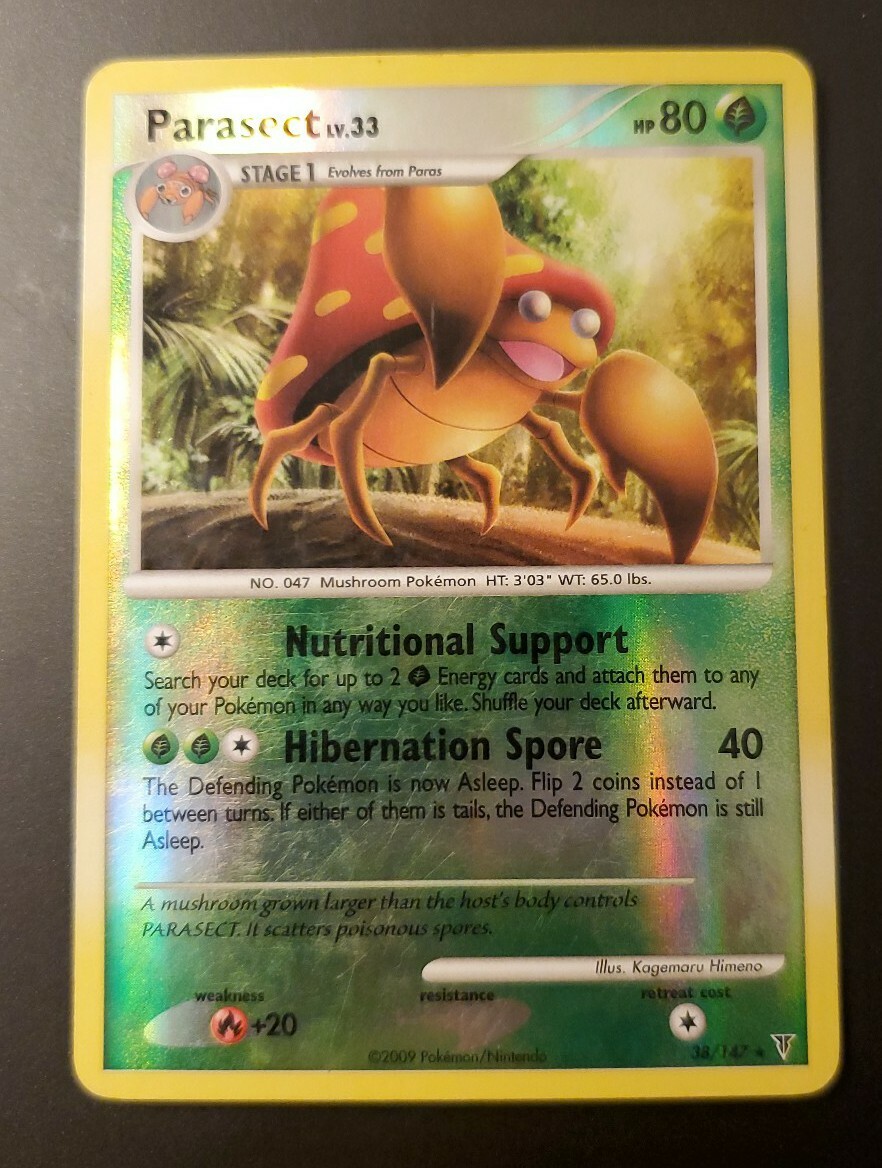 Parasect LV.33 HP 80
STAGE 1 Evolves from Paras
NO. 047 Mushroom Pokémon HT: 3'03" WT: 65.0 lbs.
Nutritional Support
Search your deck for up to 2 Energy cards and attach them to any
of your Pokémon in any way you like. Shuffle your deck afterward.
Hibernation Spore 40
The Defending Pokémon is now Asleep. Flip 2 coins instead of 1
between turns. If either of them is tails, the Defending Pokémon is still
Asleep.
A mushroom grown larger than the host's body controls
PARASECT. It scatters poisonous spores.
Illus. Kagemaru Himeno
weakness resistance retreat cost
+20
©2009 Pokémon/Nintendo 38/147 ★